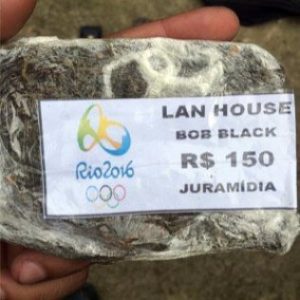 Rio2016
LAN HOUSE
BOB BLACK
R$ 150
JURAMÍDIA